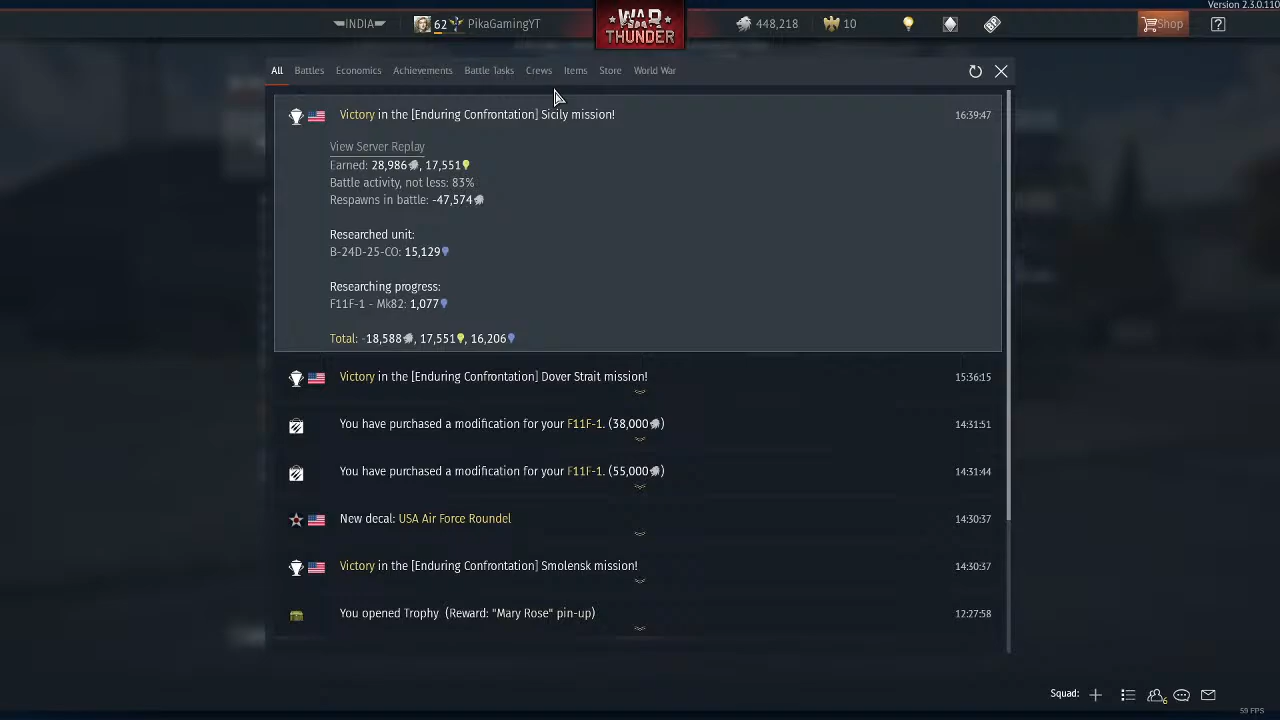 Version 2.3.0.110
INDIA
62 PikaGamingYT
WAR THUNDER
448,218
10
Shop
All Battles Economics Achievements Battle Tasks Crews Items Store World War
Victory in the [Enduring Confrontation] Sicily mission! 16:39:47
View Server Replay
Earned: 28,986, 17,551
Battle activity, not less: 83%
Respawns in battle: -47,574
Researched unit:
B-24D-25-CO: 15,129
Researching progress:
F11F-1 - Mk82: 1,077
Total: -18,588, 17,551, 16,206
Victory in the [Enduring Confrontation] Dover Strait mission! 15:36:15
You have purchased a modification for your F11F-1. (38,000) 14:31:51
You have purchased a modification for your F11F-1. (55,000) 14:31:44
New decal: USA Air Force Roundel 14:30:37
Victory in the [Enduring Confrontation] Smolensk mission! 14:30:37
You opened Trophy (Reward: "Mary Rose" pin-up) 12:27:58
Squad: 6
59 FPS